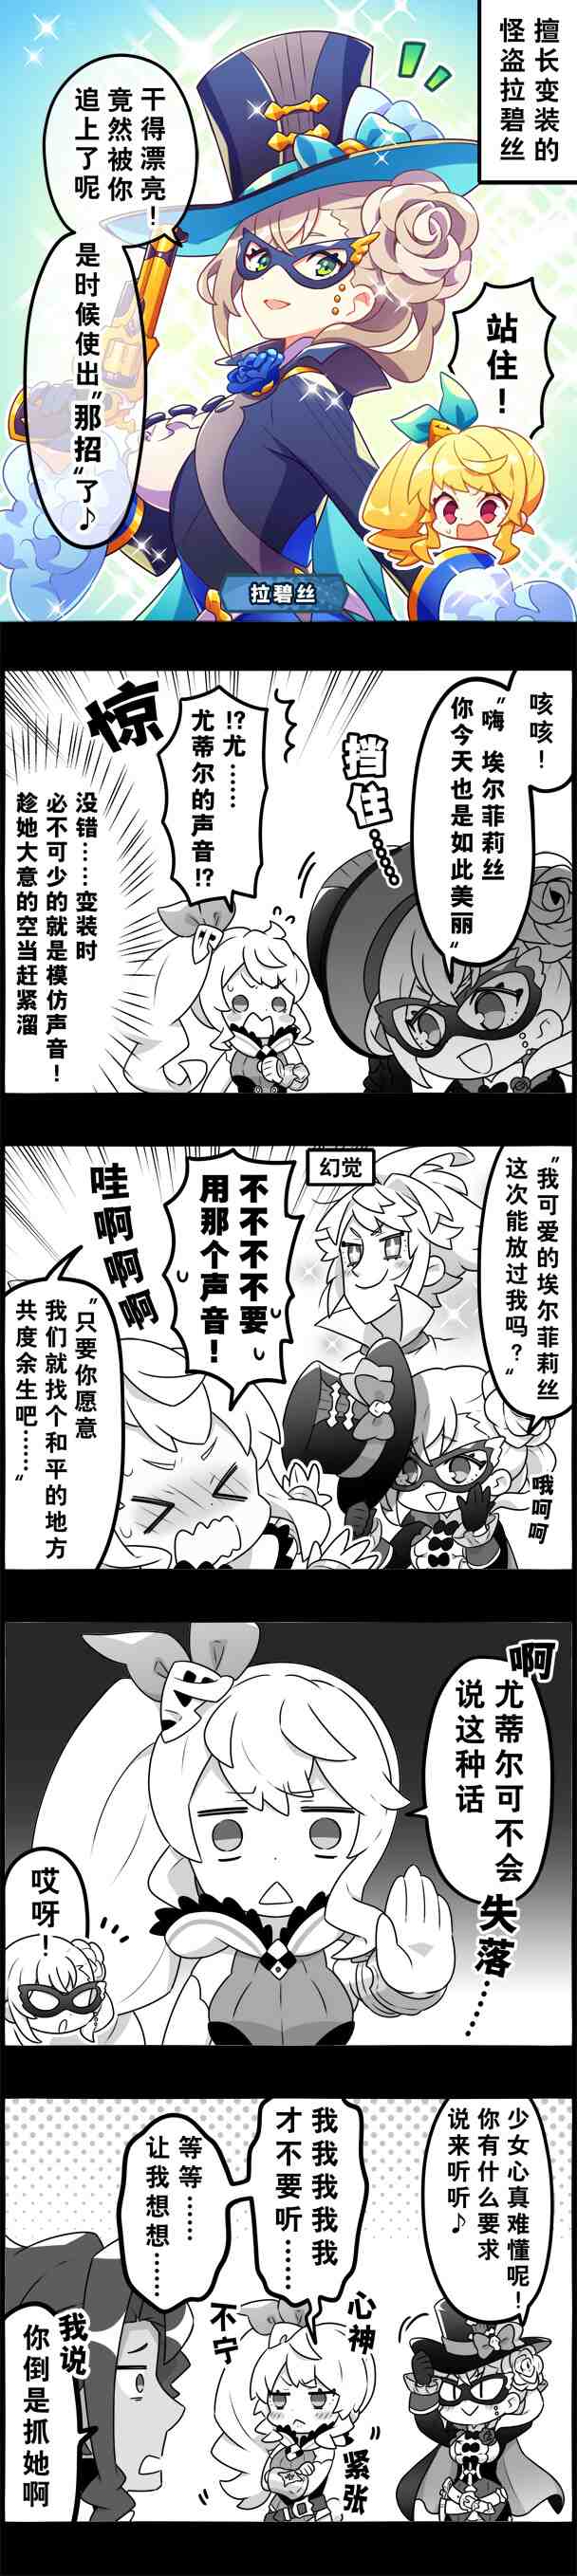 擅长变装的
怪盗拉碧丝
干得漂亮！
竟然被你
追上了呢
是时候使出“那招”了♪
站住！
拉碧丝
咳咳！
“嗨 埃尔菲莉丝
你今天也是如此美丽”
挡住……
!?尤……
尤蒂尔的声音!?
惊
没错……变装时
必不可少的就是模仿声音！
趁她大意的空当赶紧溜
“我可爱的埃尔菲莉丝
这次能放过我吗？”
幻觉
哦呵呵
不不不不要
用那个声音！
哇啊啊啊
“只要你愿意
我们就找个和平的地方
共度余生吧……”
啊
尤蒂尔可不会
说这种话
失落……
哎呀！
少女心真难懂呢！
你有什么要求
说来听听♪
我我我我我
才不要听……
等等……
让我想想……
心神
不宁
紧张
我说
你倒是抓她啊